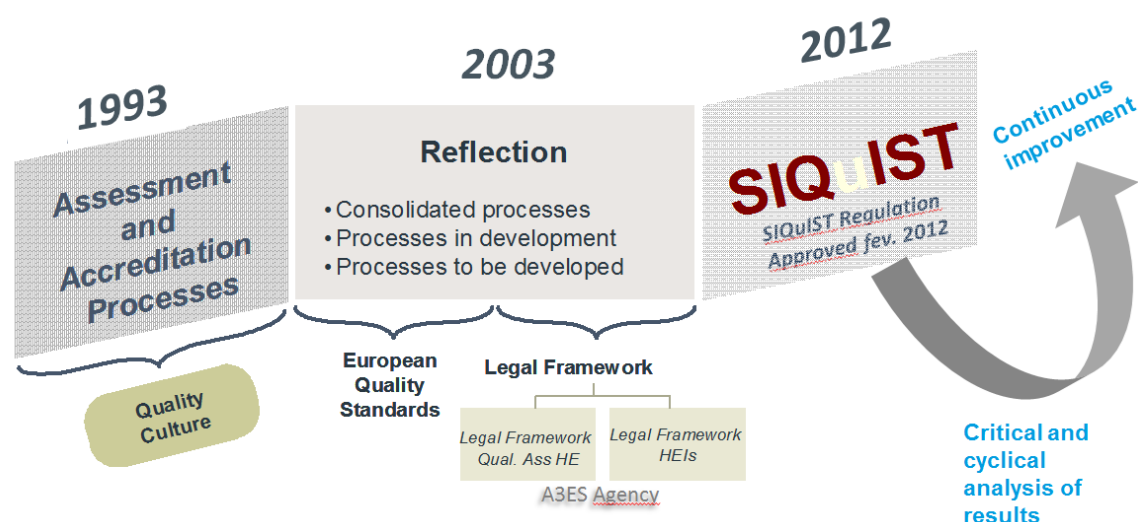 1993
Assessment
and
Accreditation
Processes
Quality
Culture
2003
Reflection
• Consolidated processes
• Processes in development
• Processes to be developed
European
Quality
Standards
Legal Framework
Legal Framework
Qual. Ass HE
Legal Framework
HEIs
A3ES Agency
2012
SIQuIST
SIQuIST Regulation
Approved fev. 2012
Continuous
improvement
Critical and
cyclical
analysis of
results